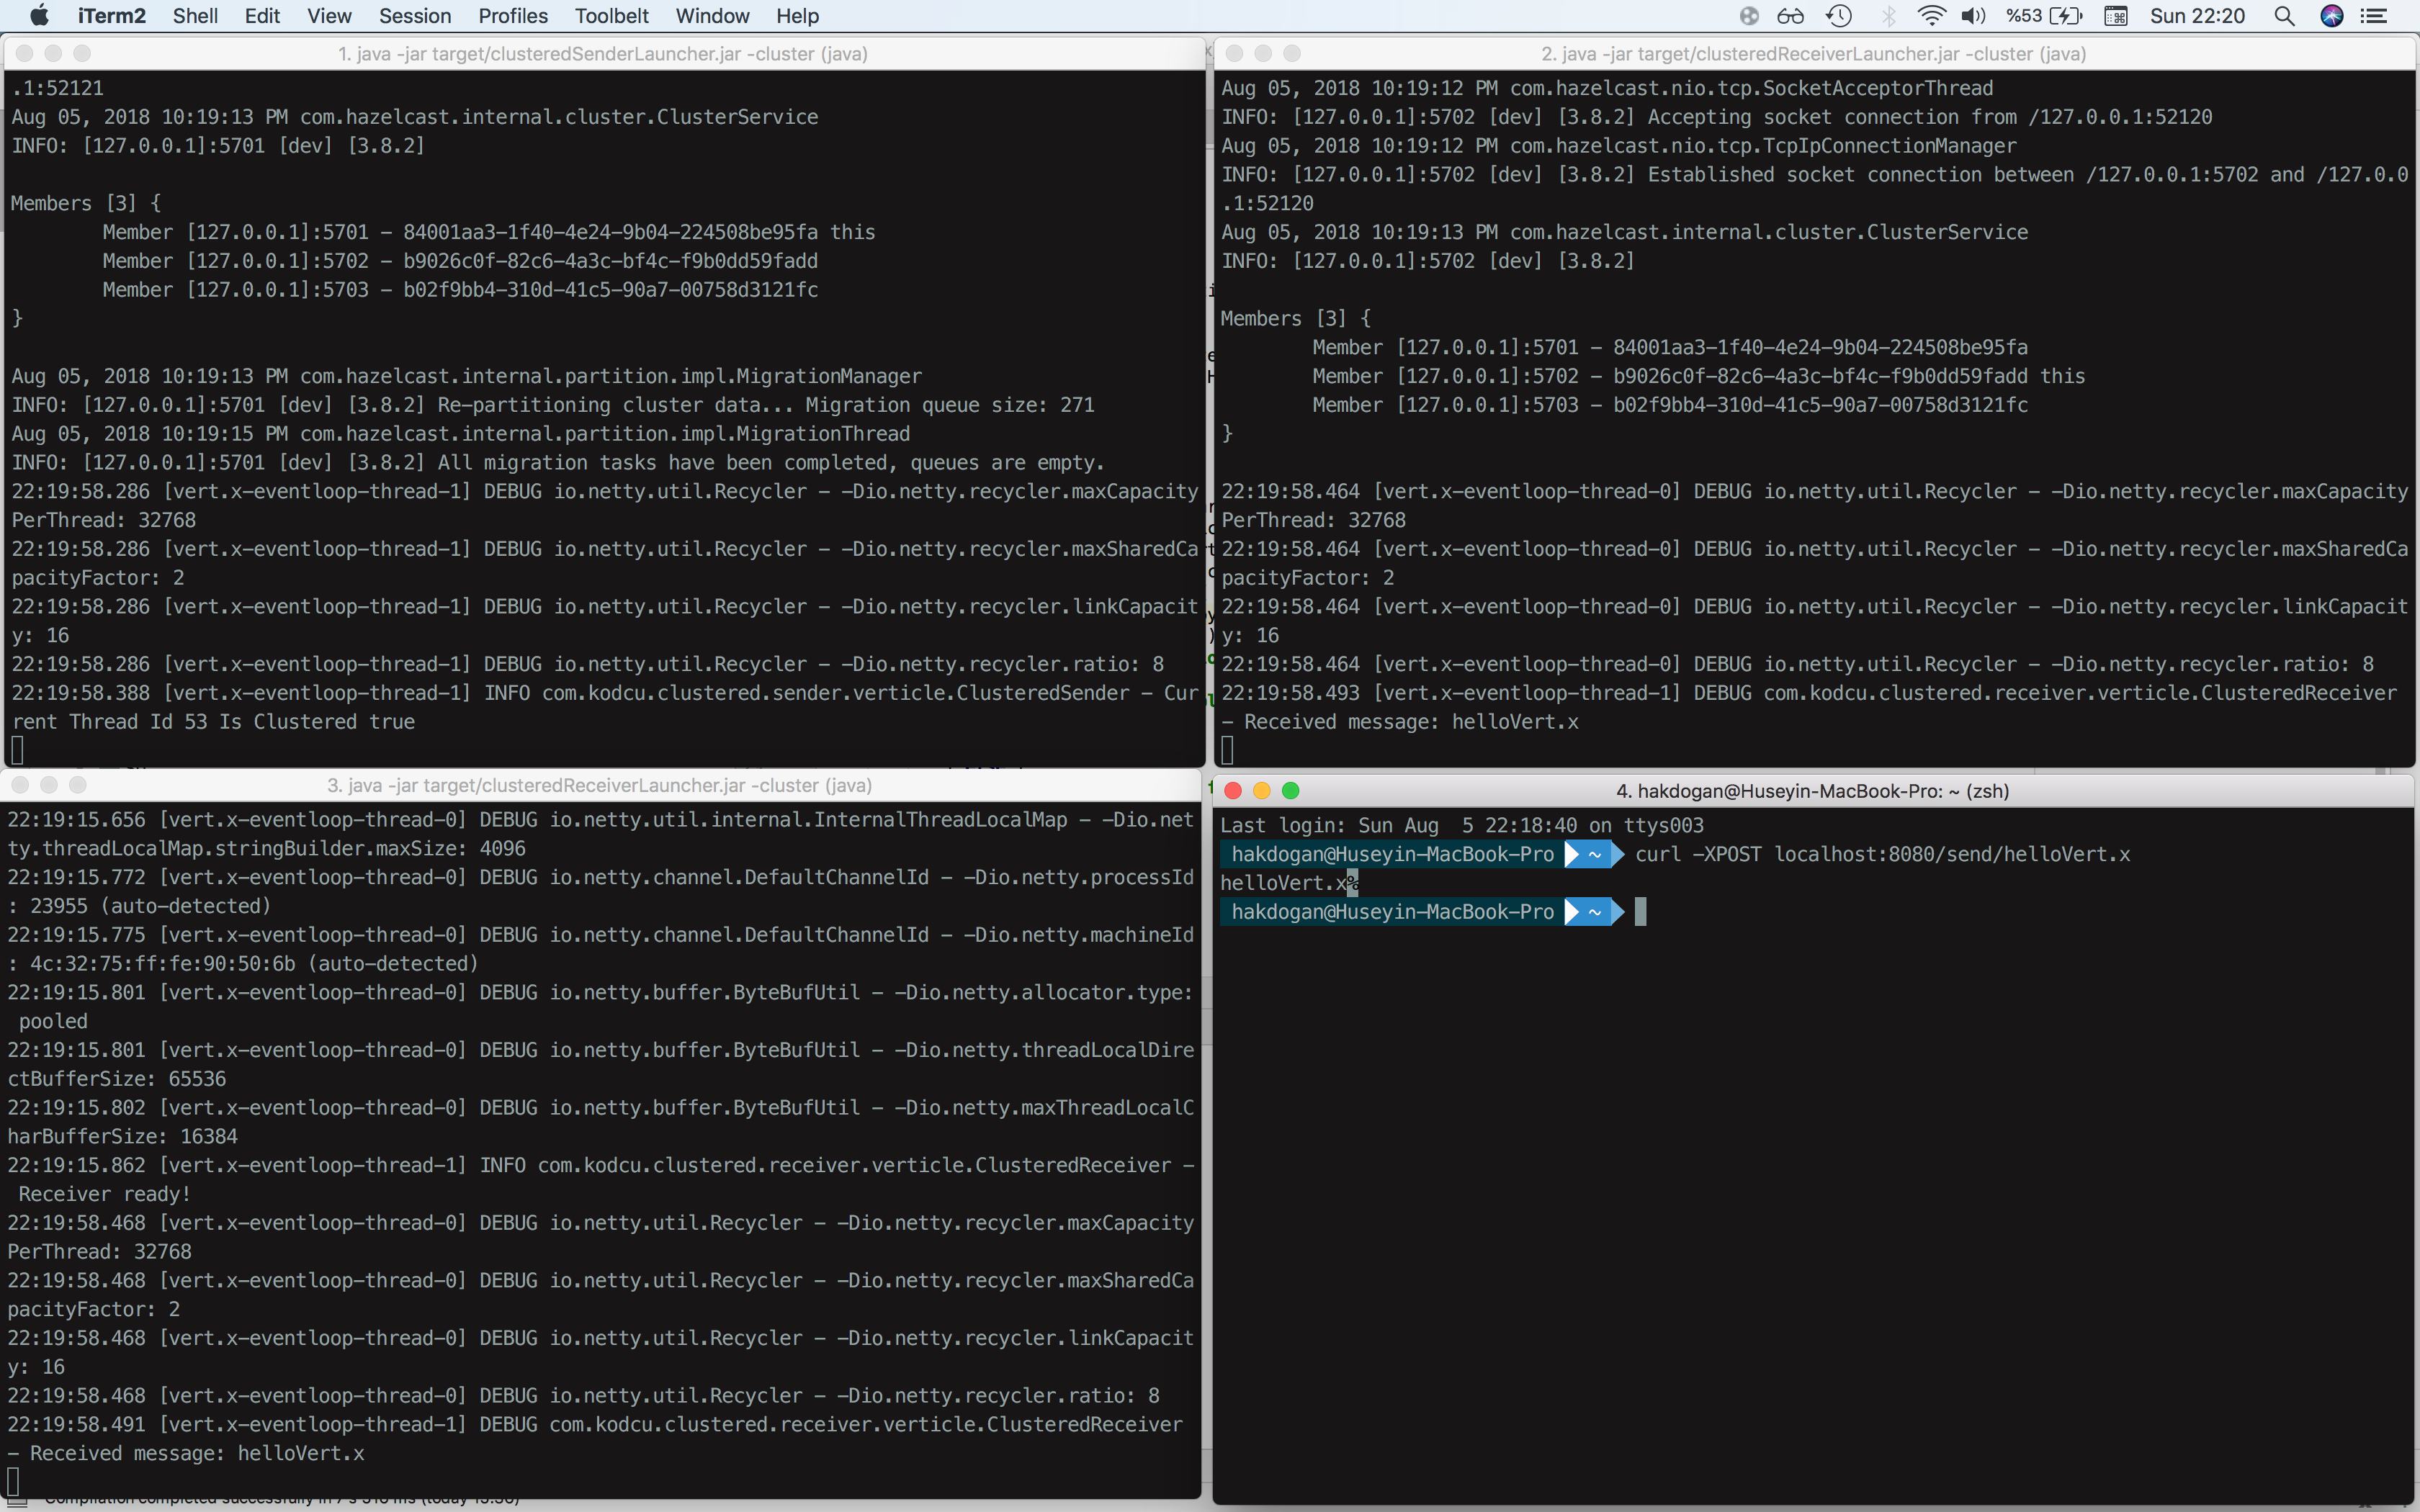 iTerm2 Shell Edit View Session Profiles Toolbelt Window Help %53 Sun 22:20
1. java -jar target/clusteredSenderLauncher.jar -cluster (java)
.1:52121
Aug 05, 2018 10:19:13 PM com.hazelcast.internal.cluster.ClusterService
INFO: [127.0.0.1]:5701 [dev] [3.8.2]
Members [3] {
Member [127.0.0.1]:5701 - 84001aa3-1f40-4e24-9b04-224508be95fa this
Member [127.0.0.1]:5702 - b9026c0f-82c6-4a3c-bf4c-f9b0dd59fadd
Member [127.0.0.1]:5703 - b02f9bb4-310d-41c5-90a7-00758d3121fc
}
Aug 05, 2018 10:19:13 PM com.hazelcast.internal.partition.impl.MigrationManager
INFO: [127.0.0.1]:5701 [dev] [3.8.2] Re-partitioning cluster data... Migration queue size: 271
Aug 05, 2018 10:19:15 PM com.hazelcast.internal.partition.impl.MigrationThread
INFO: [127.0.0.1]:5701 [dev] [3.8.2] All migration tasks have been completed, queues are empty.
22:19:58.286 [vert.x-eventloop-thread-1] DEBUG io.netty.util.Recycler - -Dio.netty.recycler.maxCapacity
PerThread: 32768
22:19:58.286 [vert.x-eventloop-thread-1] DEBUG io.netty.util.Recycler - -Dio.netty.recycler.maxSharedCa
pacityFactor: 2
22:19:58.286 [vert.x-eventloop-thread-1] DEBUG io.netty.util.Recycler - -Dio.netty.recycler.linkCapacit
y: 16
22:19:58.286 [vert.x-eventloop-thread-1] DEBUG io.netty.util.Recycler - -Dio.netty.recycler.ratio: 8
22:19:58.388 [vert.x-eventloop-thread-1] INFO com.kodcu.clustered.sender.verticle.ClusteredSender - Cur
rent Thread Id 53 Is Clustered true
2. java -jar target/clusteredReceiverLauncher.jar -cluster (java)
Aug 05, 2018 10:19:12 PM com.hazelcast.nio.tcp.SocketAcceptorThread
INFO: [127.0.0.1]:5702 [dev] [3.8.2] Accepting socket connection from /127.0.0.1:52120
Aug 05, 2018 10:19:12 PM com.hazelcast.nio.tcp.TcpIpConnectionManager
INFO: [127.0.0.1]:5702 [dev] [3.8.2] Established socket connection between /127.0.0.1:5702 and /127.0.0
.1:52120
Aug 05, 2018 10:19:13 PM com.hazelcast.internal.cluster.ClusterService
INFO: [127.0.0.1]:5702 [dev] [3.8.2]
Members [3] {
Member [127.0.0.1]:5701 - 84001aa3-1f40-4e24-9b04-224508be95fa
Member [127.0.0.1]:5702 - b9026c0f-82c6-4a3c-bf4c-f9b0dd59fadd this
Member [127.0.0.1]:5703 - b02f9bb4-310d-41c5-90a7-00758d3121fc
}
22:19:58.464 [vert.x-eventloop-thread-0] DEBUG io.netty.util.Recycler - -Dio.netty.recycler.maxCapacity
PerThread: 32768
22:19:58.464 [vert.x-eventloop-thread-0] DEBUG io.netty.util.Recycler - -Dio.netty.recycler.maxSharedCa
pacityFactor: 2
22:19:58.464 [vert.x-eventloop-thread-0] DEBUG io.netty.util.Recycler - -Dio.netty.recycler.linkCapacit
y: 16
22:19:58.464 [vert.x-eventloop-thread-0] DEBUG io.netty.util.Recycler - -Dio.netty.recycler.ratio: 8
22:19:58.493 [vert.x-eventloop-thread-1] DEBUG com.kodcu.clustered.receiver.verticle.ClusteredReceiver
- Received message: helloVert.x
3. java -jar target/clusteredReceiverLauncher.jar -cluster (java)
22:19:15.656 [vert.x-eventloop-thread-0] DEBUG io.netty.util.internal.InternalThreadLocalMap - -Dio.net
ty.threadLocalMap.stringBuilder.maxSize: 4096
22:19:15.772 [vert.x-eventloop-thread-0] DEBUG io.netty.channel.DefaultChannelId - -Dio.netty.processId
: 23955 (auto-detected)
22:19:15.775 [vert.x-eventloop-thread-0] DEBUG io.netty.channel.DefaultChannelId - -Dio.netty.machineId
: 4c:32:75:ff:fe:90:50:6b (auto-detected)
22:19:15.801 [vert.x-eventloop-thread-0] DEBUG io.netty.buffer.ByteBufUtil - -Dio.netty.allocator.type:
pooled
22:19:15.801 [vert.x-eventloop-thread-0] DEBUG io.netty.buffer.ByteBufUtil - -Dio.netty.threadLocalDire
ctBufferSize: 65536
22:19:15.802 [vert.x-eventloop-thread-0] DEBUG io.netty.buffer.ByteBufUtil - -Dio.netty.maxThreadLocalC
harBufferSize: 16384
22:19:15.862 [vert.x-eventloop-thread-1] INFO com.kodcu.clustered.receiver.verticle.ClusteredReceiver -
Receiver ready!
22:19:58.468 [vert.x-eventloop-thread-0] DEBUG io.netty.util.Recycler - -Dio.netty.recycler.maxCapacity
PerThread: 32768
22:19:58.468 [vert.x-eventloop-thread-0] DEBUG io.netty.util.Recycler - -Dio.netty.recycler.maxSharedCa
pacityFactor: 2
22:19:58.468 [vert.x-eventloop-thread-0] DEBUG io.netty.util.Recycler - -Dio.netty.recycler.linkCapacit
y: 16
22:19:58.468 [vert.x-eventloop-thread-0] DEBUG io.netty.util.Recycler - -Dio.netty.recycler.ratio: 8
22:19:58.491 [vert.x-eventloop-thread-1] DEBUG com.kodcu.clustered.receiver.verticle.ClusteredReceiver
- Received message: helloVert.x
4. hakdogan@Huseyin-MacBook-Pro: ~ (zsh)
Last login: Sun Aug  5 22:18:40 on ttys003
hakdogan@Huseyin-MacBook-Pro ~ curl -XPOST localhost:8080/send/helloVert.x
helloVert.x%
hakdogan@Huseyin-MacBook-Pro ~